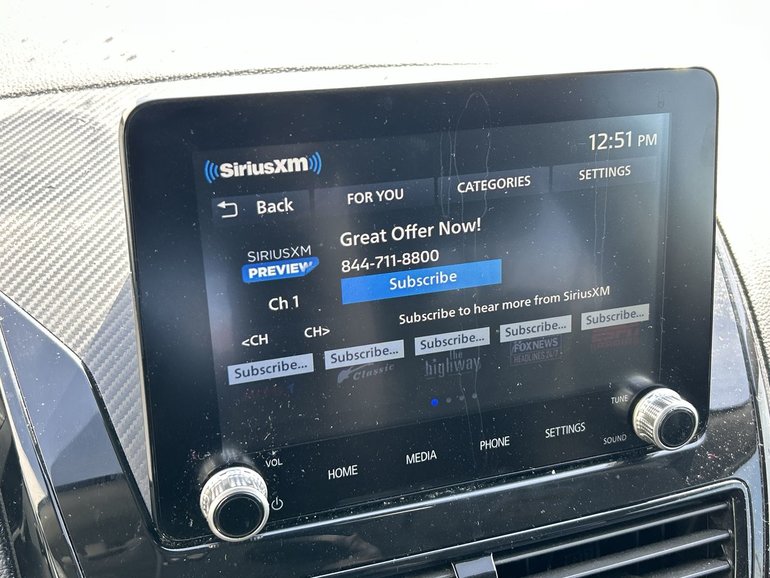 12:51 PM
SiriusXM
Back
FOR YOU
CATEGORIES
SETTINGS
Great Offer Now!
SIRIUSXM
PREVIEW
844-711-8800
Subscribe
Ch 1
Subscribe to hear more from SiriusXM
<CH
CH>
Subscribe...
Subscribe...
Subscribe...
Subscribe...
Subscribe...
Classic
the
highway
FOX NEWS
HEADLINES 24/7
TUNE
SOUND
VOL
HOME
MEDIA
PHONE
SETTINGS